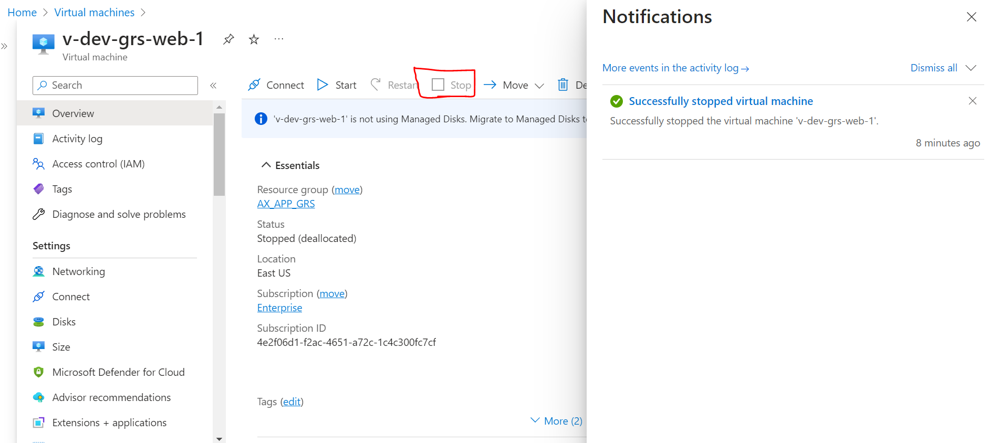 Home > Virtual machines >
v-dev-grs-web-1
Virtual machine
Search
Overview
Activity log
Access control (IAM)
Tags
Diagnose and solve problems
Settings
Networking
Connect
Disks
Size
Microsoft Defender for Cloud
Advisor recommendations
Extensions + applications
Connect Start Restart Stop Move De
'v-dev-grs-web-1' is not using Managed Disks. Migrate to Managed Disks to
Essentials
Resource group (move)
AX_APP_GRS
Status
Stopped (deallocated)
Location
East US
Subscription (move)
Enterprise
Subscription ID
4e2f06d1-f2ac-4651-a72c-1c4c300fc7cf
Tags (edit)
More (2)
Notifications
More events in the activity log →
Dismiss all
Successfully stopped virtual machine
Successfully stopped the virtual machine 'v-dev-grs-web-1'.
8 minutes ago